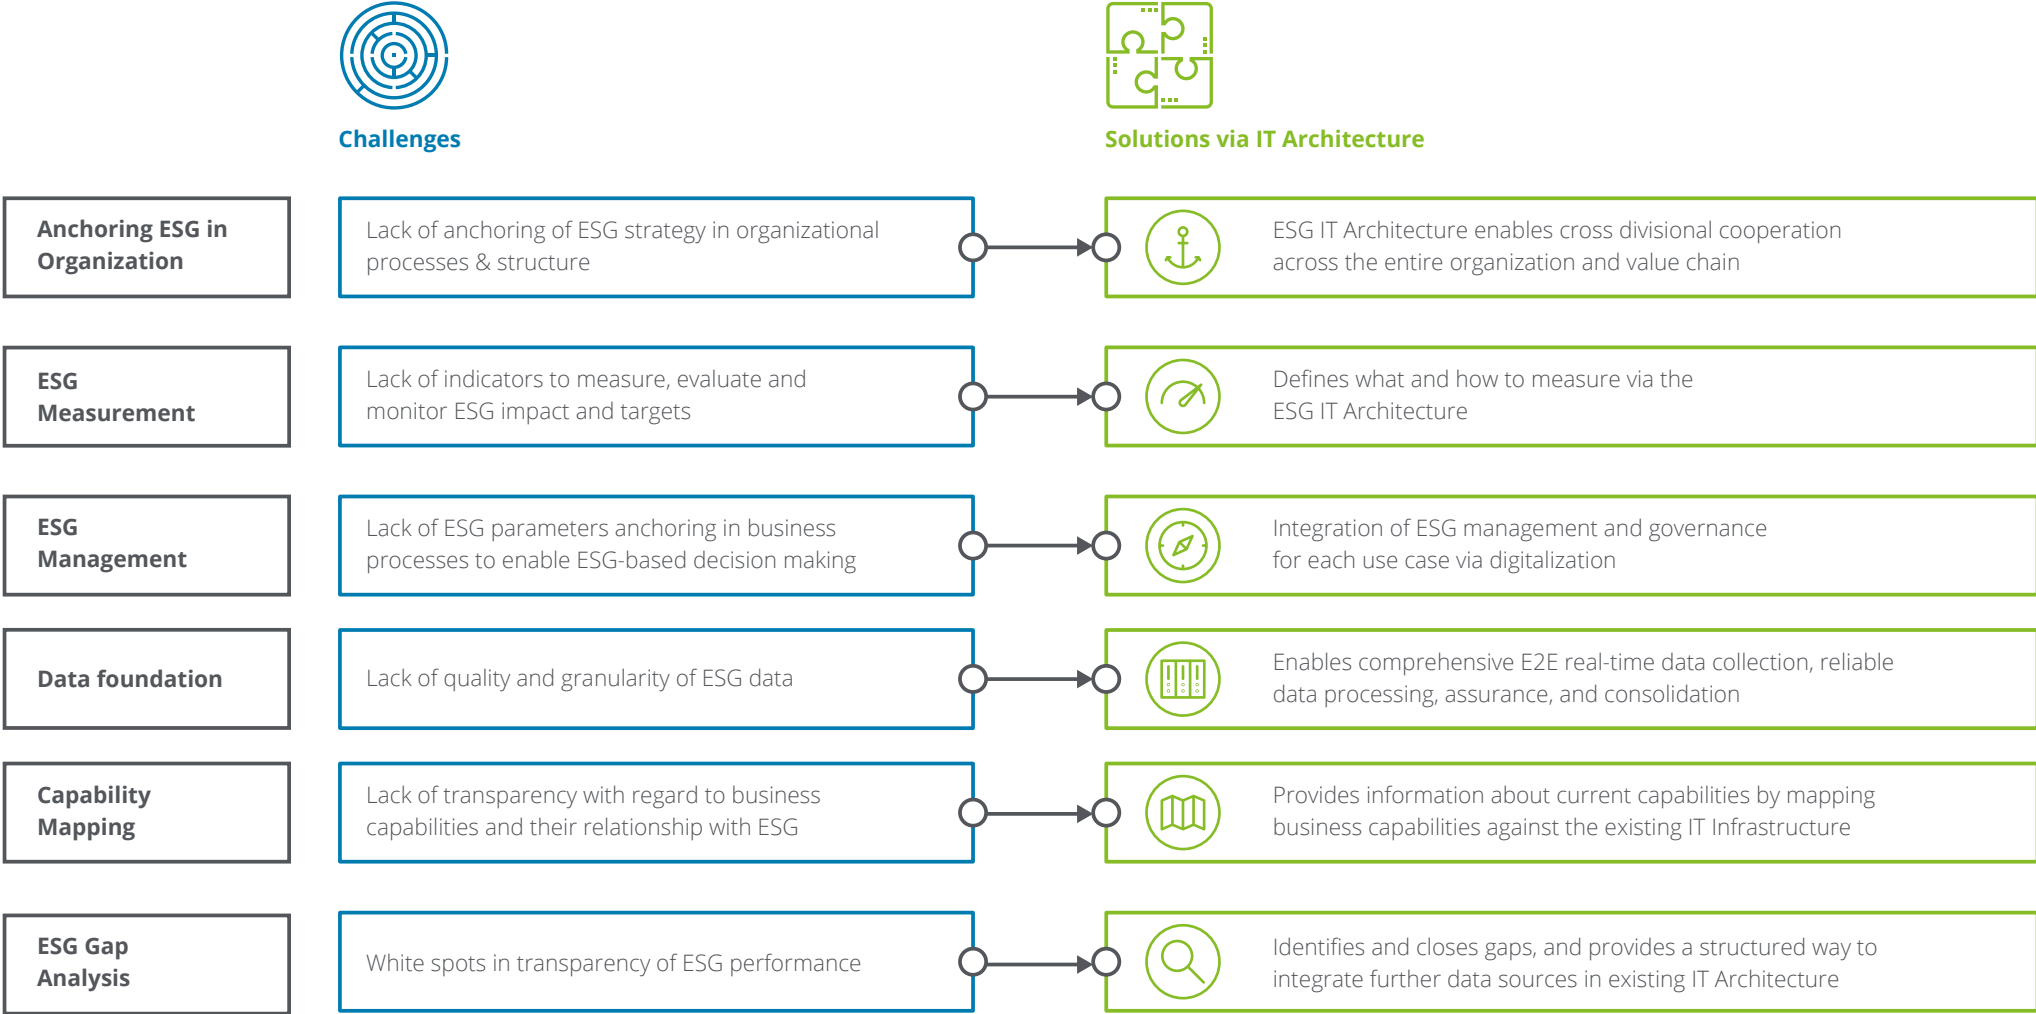 Challenges
Solutions via IT Architecture
Anchoring ESG in
Organization
Lack of anchoring of ESG strategy in organizational
processes & structure
ESG IT Architecture enables cross divisional cooperation
across the entire organization and value chain
ESG
Measurement
Lack of indicators to measure, evaluate and
monitor ESG impact and targets
Defines what and how to measure via the
ESG IT Architecture
ESG
Management
Lack of ESG parameters anchoring in business
processes to enable ESG-based decision making
Integration of ESG management and governance
for each use case via digitalization
Data foundation
Lack of quality and granularity of ESG data
Enables comprehensive E2E real-time data collection, reliable
data processing, assurance, and consolidation
Capability
Mapping
Lack of transparency with regard to business
capabilities and their relationship with ESG
Provides information about current capabilities by mapping
business capabilities against the existing IT Infrastructure
ESG Gap
Analysis
White spots in transparency of ESG performance
Identifies and closes gaps, and provides a structured way to
integrate further data sources in existing IT Architecture